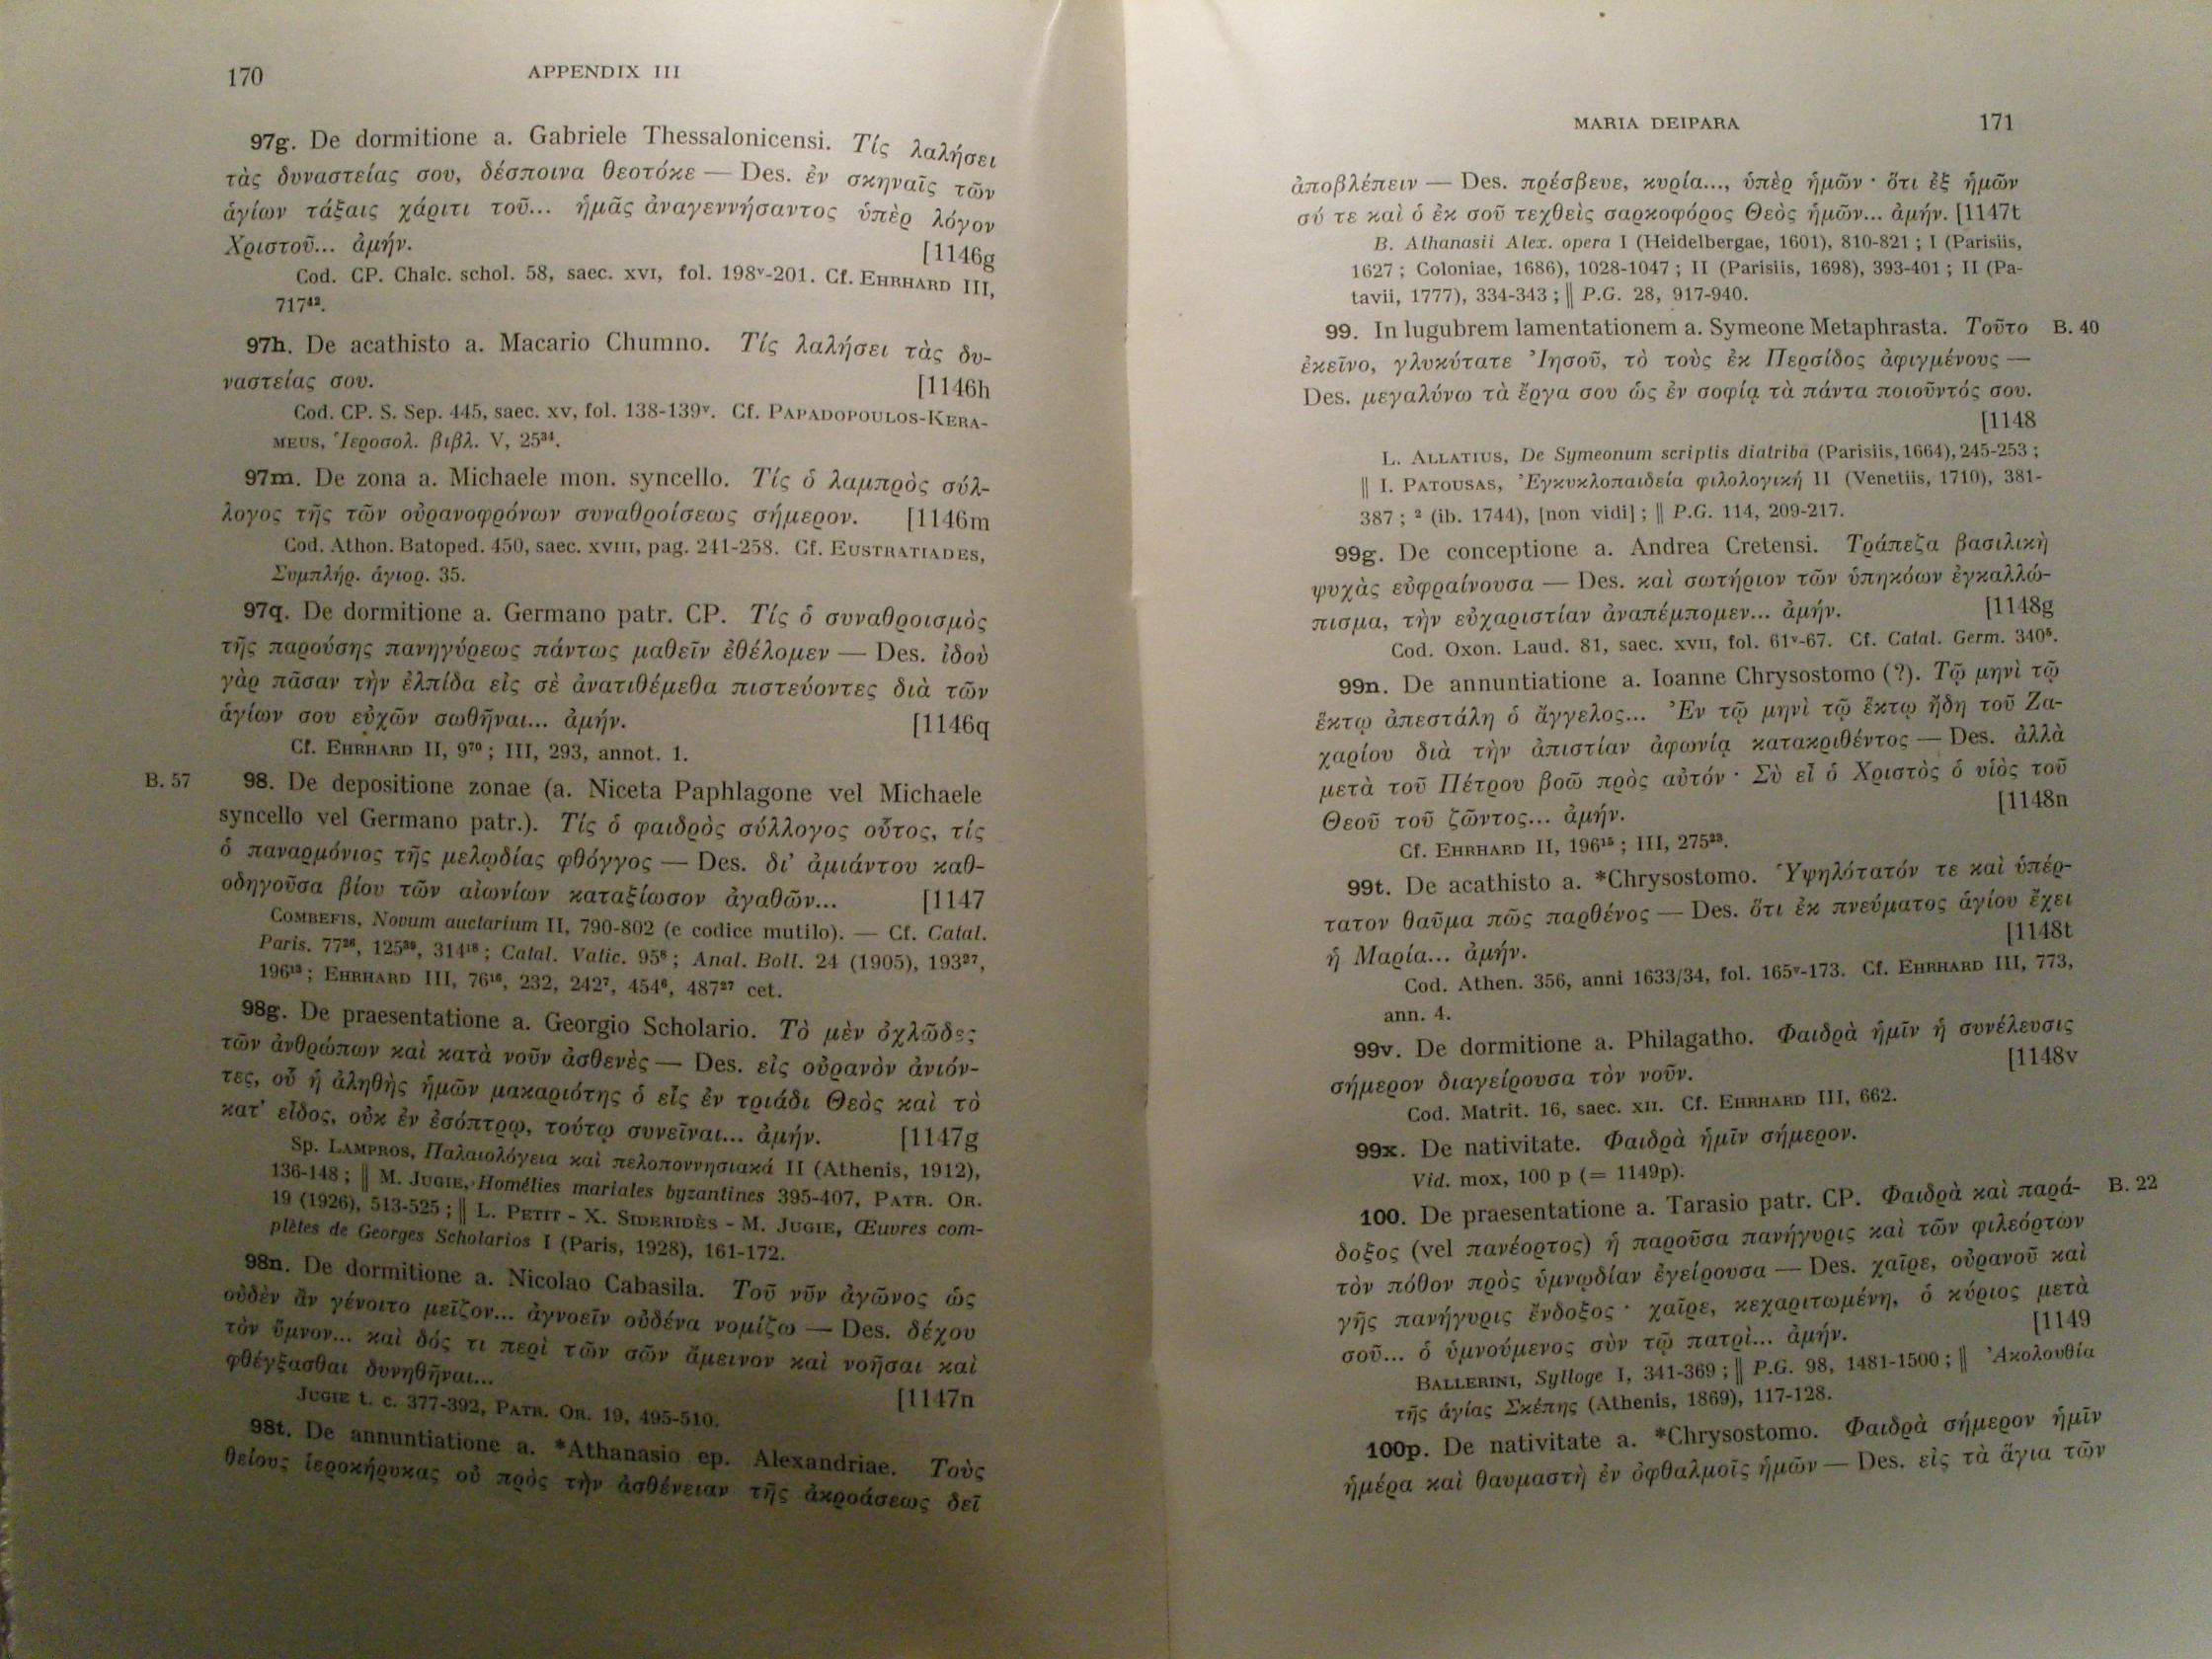 170
APPENDIX III
97g. De dormitione a. Gabriele Thessalonicensi. Τίς λαλήσει
τὰς δυναστείας σου, δέσποινα θεοτόκε — Des. ἐν σκηναῖς τῶν
ἁγίων τάξαις χάριτι τοῦ... ἡμᾶς ἀναγεννήσαντος ὑπὲρ λόγον
Χριστοῦ... ἀμήν. [1146g
Cod. CP. Chalc. schol. 58, saec. XVI, fol. 198ᵛ-201. Cf. EHRHARD III,
717⁴².
97h. De acathisto a. Macario Chumno. Τίς λαλήσει τὰς δυ-
ναστείας σου. [1146h
Cod. CP. S. Sep. 445, saec. XV, fol. 138-139ᵛ. Cf. PAPADOPOULOS-KERA-
MEUS, Ἱεροσολ. βιβλ. V, 25³⁴.
97m. De zona a. Michaele mon. syncello. Τίς ὁ λαμπρὸς σύλ-
λογος τῆς τῶν οὐρανοφρόνων συναθροίσεως σήμερον. [1146m
Cod. Athon. Batoped. 450, saec. XVIII, pag. 241-258. Cf. EUSTRATIADES,
Συμπλήρ. ἁγιορ. 35.
97q. De dormitione a. Germano patr. CP. Τίς ὁ συναθροισμὸς
τῆς παρούσης πανηγύρεως πάντως μαθεῖν ἐθέλομεν — Des. ἰδοὺ
γὰρ πᾶσαν τὴν ἐλπίδα εἰς σὲ ἀνατιθέμεθα πιστεύοντες διὰ τῶν
ἁγίων σου εὐχῶν σωθῆναι... ἀμήν. [1146q
Cf. EHRHARD II, 9⁷⁰ ; III, 293, annot. 1.
B. 57
98. De depositione zonae (a. Niceta Paphlagone vel Michaele
syncello vel Germano patr.). Τίς ὁ φαιδρὸς σύλλογος οὗτος, τίς
ὁ παναρμόνιος τῆς μελῳδίας φθόγγος — Des. δι' ἀμιάντου καθ-
οδηγοῦσα βίου τῶν αἰωνίων καταξίωσον ἀγαθῶν... [1147
COMBEFIS, Novum auctarium II, 790-802 (e codice mutilo). — Cf. Catal.
Paris. 77²⁶, 125³⁹, 314¹⁸ ; Catal. Vatic. 95⁸ ; Anal. Boll. 24 (1905), 193²⁷,
196¹³ ; EHRHARD III, 76¹⁶, 232, 242⁷, 454⁶, 487²⁷ cet.
98g. De praesentatione a. Georgio Scholario. Τὸ μὲν ὀχλῶδες
τῶν ἀνθρώπων καὶ κατὰ νοῦν ἀσθενὲς — Des. εἰς οὐρανὸν ἀνιόν-
τες, οὗ ἡ ἀληθὴς ἡμῶν μακαριότης ὁ εἷς ἐν τριάδι Θεὸς καὶ τὸ
κατ' εἶδος, οὐκ ἐν ἐσόπτρῳ, τούτῳ συνεῖναι... ἀμήν. [1147g
Sp. LAMPROS, Παλαιολόγεια καὶ πελοποννησιακά II (Athenis, 1912),
136-148 ; || M. JUGIE, Homélies mariales byzantines 395-407, PATR. OR.
19 (1926), 513-525 ; || L. PETIT - X. SIDERIDÈS - M. JUGIE, Œuvres com-
plètes de Georges Scholarios I (Paris, 1928), 161-172.
98n. De dormitione a. Nicolao Cabasila. Τοῦ νῦν ἀγῶνος ὡς
οὐδὲν ἂν γένοιτο μεῖζον... ἀγνοεῖν οὐδένα νομίζω — Des. δέχου
τὸν ὕμνον... καὶ δός τι περὶ τῶν σῶν ἄμεινον καὶ νοῆσαι καὶ
φθέγξασθαι δυνηθῆναι... [1147n
JUGIE t. c. 377-392, PATR. OR. 19, 495-510.
98t. De annuntiatione a. *Athanasio ep. Alexandriae. Τοὺς
θείους ἱεροκήρυκας οὐ πρὸς τὴν ἀσθένειαν τῆς ἀκροάσεως δεῖ
MARIA DEIPARA
171
ἀποβλέπειν — Des. πρέσβευε, κυρία..., ὑπὲρ ἡμῶν · ὅτι ἐξ ἡμῶν
σύ τε καὶ ὁ ἐκ σοῦ τεχθεὶς σαρκοφόρος Θεὸς ἡμῶν... ἀμήν. [1147t
B. Athanasii Alex. opera I (Heidelbergae, 1601), 810-821 ; I (Parisiis,
1627 ; Coloniae, 1686), 1028-1047 ; II (Parisiis, 1698), 393-401 ; II (Pa-
tavii, 1777), 334-343 ; || P.G. 28, 917-940.
99. In lugubrem lamentationem a. Symeone Metaphrasta. Τοῦτο B. 40
ἐκεῖνο, γλυκύτατε Ἰησοῦ, τὸ τοὺς ἐκ Περσίδος ἀφιγμένους —
Des. μεγαλύνω τὰ ἔργα σου ὡς ἐν σοφίᾳ τὰ πάντα ποιοῦντός σου.
[1148
L. ALLATIUS, De Symeonum scriptis diatriba (Parisiis, 1664), 245-253 ;
|| I. PATOUSAS, Ἐγκυκλοπαιδεία φιλολογική II (Venetiis, 1710), 381-
387 ; ² (ib. 1744), [non vidi] ; || P.G. 114, 209-217.
99g. De conceptione a. Andrea Cretensi. Τράπεζα βασιλικὴ
ψυχὰς εὐφραίνουσα — Des. καὶ σωτήριον τῶν ὑπηκόων ἐγκαλλώ-
πισμα, τὴν εὐχαριστίαν ἀναπέμπομεν... ἀμήν. [1148g
Cod. Oxon. Laud. 81, saec. XVII, fol. 61ᵛ-67. Cf. Catal. Germ. 340⁵.
99n. De annuntiatione a. Ioanne Chrysostomo (?). Τῷ μηνὶ τῷ
ἕκτῳ ἀπεστάλη ὁ ἄγγελος... Ἐν τῷ μηνὶ τῷ ἕκτῳ ἤδη τοῦ Ζα-
χαρίου διὰ τὴν ἀπιστίαν ἀφωνίᾳ κατακριθέντος — Des. ἀλλὰ
μετὰ τοῦ Πέτρου βοῶ πρὸς αὐτόν · Σὺ εἶ ὁ Χριστὸς ὁ υἱὸς τοῦ
Θεοῦ τοῦ ζῶντος... ἀμήν. [1148n
Cf. EHRHARD II, 196¹⁵ ; III, 275²³.
99t. De acathisto a. *Chrysostomo. Ὑψηλότατόν τε καὶ ὑπέρ-
τατον θαῦμα πῶς παρθένος — Des. ὅτι ἐκ πνεύματος ἁγίου ἔχει
ἡ Μαρία... ἀμήν. [1148t
Cod. Athen. 356, anni 1633/34, fol. 165ᵛ-173. Cf. EHRHARD III, 773,
ann. 4.
99v. De dormitione a. Philagatho. Φαιδρὰ ἡμῖν ἡ συνέλευσις
σήμερον διαγείρουσα τὸν νοῦν. [1148v
Cod. Matrit. 16, saec. XII. Cf. EHRHARD III, 662.
99x. De nativitate. Φαιδρὰ ἡμῖν σήμερον.
Vid. mox, 100 p (= 1149p).
100. De praesentatione a. Tarasio patr. CP. Φαιδρὰ καὶ παρά- B. 22
δοξος (vel πανέορτος) ἡ παροῦσα πανήγυρις καὶ τῶν φιλεόρτων
τὸν πόθον πρὸς ὑμνῳδίαν ἐγείρουσα — Des. χαῖρε, οὐρανοῦ καὶ
γῆς πανήγυρις ἔνδοξος · χαῖρε, κεχαριτωμένη, ὁ κύριος μετὰ
σοῦ... ὁ ὑμνούμενος σὺν τῷ πατρὶ... ἀμήν. [1149
BALLERINI, Sylloge I, 341-369 ; || P.G. 98, 1481-1500 ; || Ἀκολουθία
τῆς ἁγίας Σκέπης (Athenis, 1869), 117-128.
100p. De nativitate a. *Chrysostomo. Φαιδρὰ σήμερον ἡμῖν
ἡμέρα καὶ θαυμαστὴ ἐν ὀφθαλμοῖς ἡμῶν — Des. εἰς τὰ ἅγια τῶν